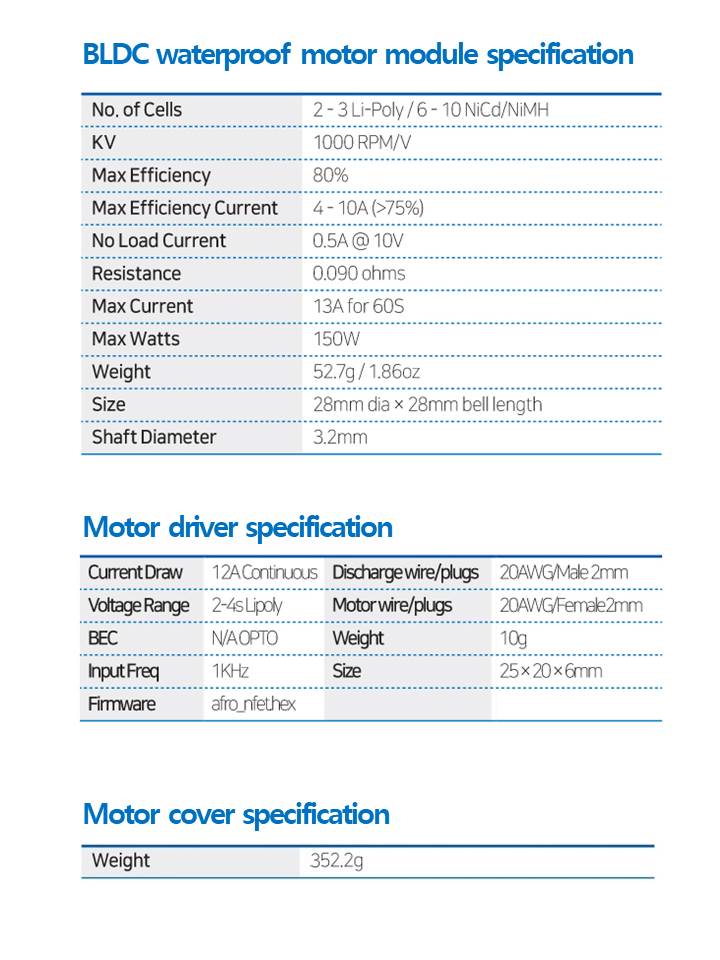 BLDC waterproof motor module specification
No. of Cells 2 - 3 Li-Poly / 6 - 10 NiCd/NiMH
KV 1000 RPM/V
Max Efficiency 80%
Max Efficiency Current 4 - 10A (>75%)
No Load Current 0.5A @ 10V
Resistance 0.090 ohms
Max Current 13A for 60S
Max Watts 150W
Weight 52.7g / 1.86oz
Size 28mm dia × 28mm bell length
Shaft Diameter 3.2mm
Motor driver specification
Current Draw 12A Continuous Discharge wire/plugs 20AWG/Male 2mm
Voltage Range 2-4s Lipoly Motor wire/plugs 20AWG/Female2mm
BEC N/A OPTO Weight 10g
Input Freq 1KHz Size 25 × 20 × 6mm
Firmware afro_nfet.hex
Motor cover specification
Weight 352.2g